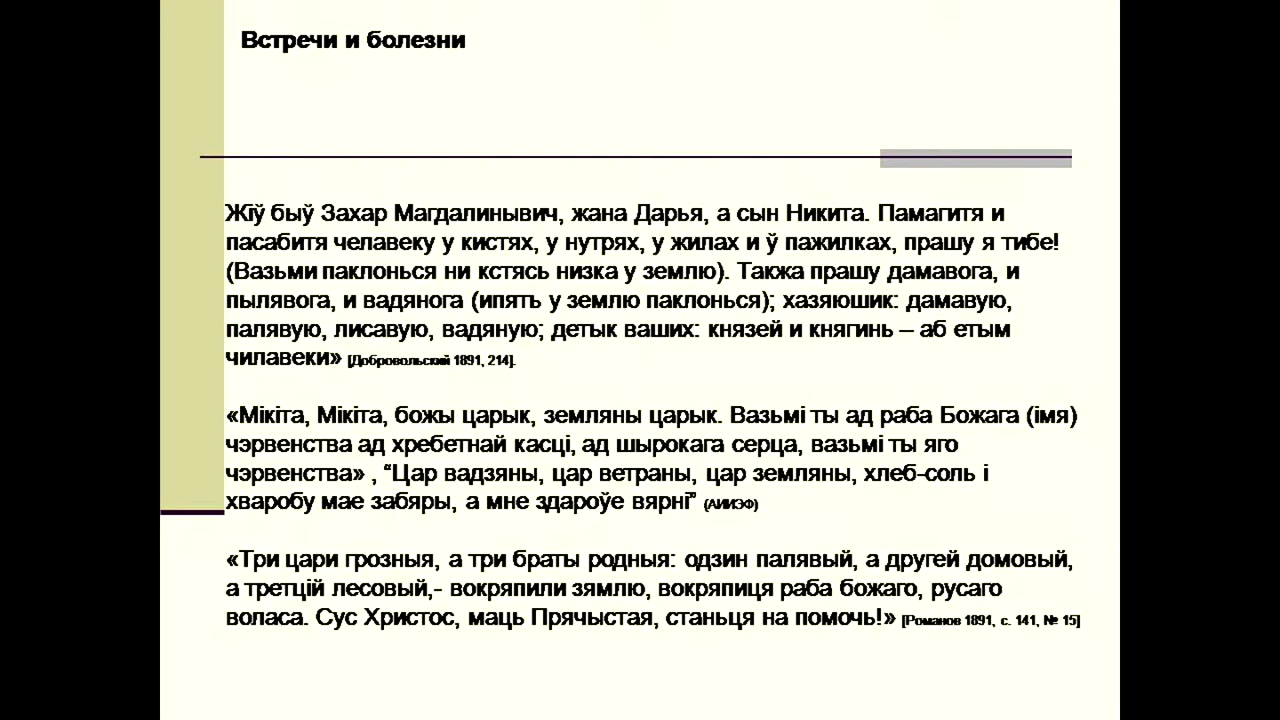 Встречи и болезни
Жіў быў Захар Магдалинывич, жана Дарья, а сын Никита. Памагитя и
пасабитя челавеку у кистях, у нутрях, у жилах и ў пажилках, прашу я тибе!
(Вазьми паклонься ни кстясь низка у землю). Такжа прашу дамавога, и
пылявога, и вадянога (ипять у землю паклонься); хазяюшик: дамавую,
палявую, лисавую, вадяную; детык ваших: князей и княгинь – аб етым
чилавеки» [Добровольский 1891, 214].
«Мікіта, Мікіта, божы царык, земляны царык. Вазьмі ты ад раба Божага (імя)
чэрвенства ад хребетнай касці, ад шырокага серца, вазьмі ты яго
чэрвенства» , “Цар вадзяны, цар ветраны, цар земляны, хлеб-соль і
хваробу мае забяры, а мне здароўе вярні” (АИИЭФ)
«Три цари грозныя, а три браты родныя: одзин палявый, а другей домовый,
а третцій лесовый,- вокряпили зямлю, вокряпиця раба божаго, русаго
воласа. Сус Христос, маць Прячыстая, станьця на помочь!» [Романов 1891, с. 141, № 15]